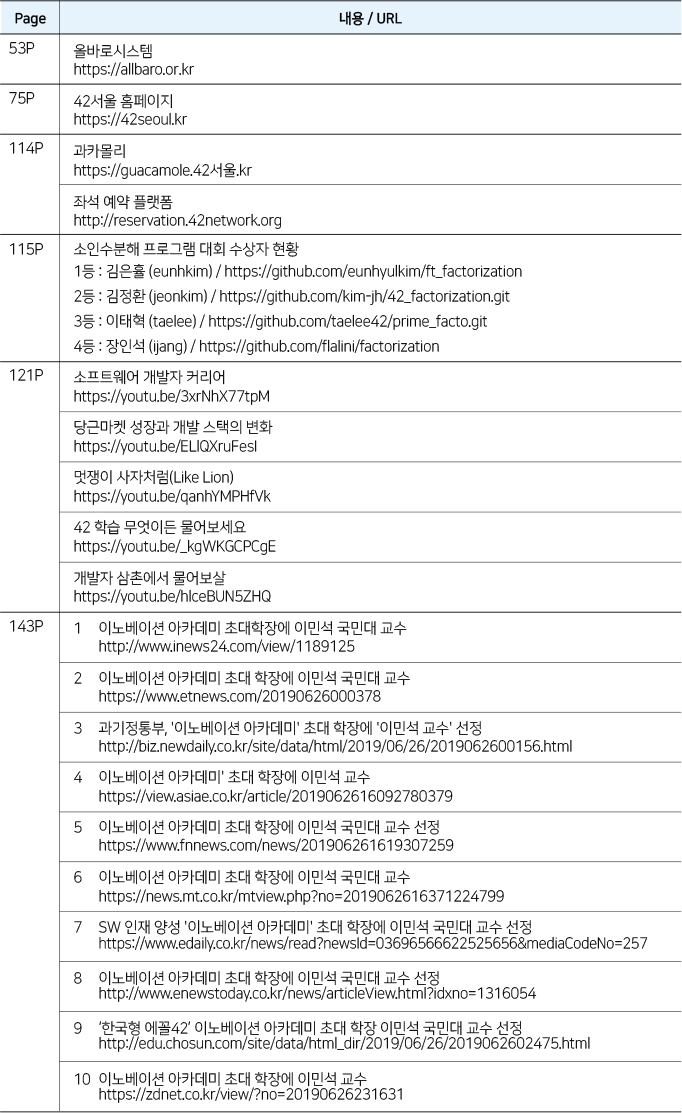 Page 내용 / URL
53P 올바로시스템
https://allbaro.or.kr
75P 42서울 홈페이지
https://42seoul.kr
114P 과카몰리
https://guacamole.42서울.kr
좌석 예약 플랫폼
http://reservation.42network.org
115P 소인수분해 프로그램 대회 수상자 현황
1등 : 김은휼 (eunhkim) / https://github.com/eunhyulkim/ft_factorization
2등 : 김정환 (jeonkim) / https://github.com/kim-jh/42_factorization.git
3등 : 이태혁 (taelee) / https://github.com/taelee42/prime_facto.git
4등 : 장인석 (ijang) / https://github.com/flalini/factorization
121P 소프트웨어 개발자 커리어
https://youtu.be/3xrNhX77tpM
당근마켓 성장과 개발 스택의 변화
https://youtu.be/ELlQXruFesI
멋쟁이 사자처럼(Like Lion)
https://youtu.be/qanhYMPHfVk
42 학습 무엇이든 물어보세요
https://youtu.be/_kgWKGCPCgE
개발자 삼촌에서 물어보살
https://youtu.be/hlceBUN5ZHQ
143P 1 이노베이션 아카데미 초대학장에 이민석 국민대 교수
http://www.inews24.com/view/1189125
2 이노베이션 아카데미 초대 학장에 이민석 국민대 교수
https://www.etnews.com/20190626000378
3 과기정통부, '이노베이션 아카데미' 초대 학장에 '이민석 교수' 선정
http://biz.newdaily.co.kr/site/data/html/2019/06/26/2019062600156.html
4 이노베이션 아카데미' 초대 학장에 이민석 교수
https://view.asiae.co.kr/article/2019062616092780379
5 이노베이션 아카데미 초대 학장에 이민석 국민대 교수 선정
https://www.fnnews.com/news/201906261619307259
6 이노베이션 아카데미 초대 학장에 이민석 국민대 교수
https://news.mt.co.kr/mtview.php?no=2019062616371224799
7 SW 인재 양성 '이노베이션 아카데미' 초대 학장에 이민석 국민대 교수 선정
https://www.edaily.co.kr/news/read?newsId=03696566622525656&mediaCodeNo=257
8 이노베이션 아카데미 초대 학장에 이민석 국민대 교수 선정
http://www.enewstoday.co.kr/news/articleView.html?idxno=1316054
9 ‘한국형 에꼴42’ 이노베이션 아카데미 초대 학장 이민석 국민대 교수 선정
http://edu.chosun.com/site/data/html_dir/2019/06/26/2019062602475.html
10 이노베이션 아카데미 초대 학장에 이민석 교수
https://zdnet.co.kr/view/?no=20190626231631